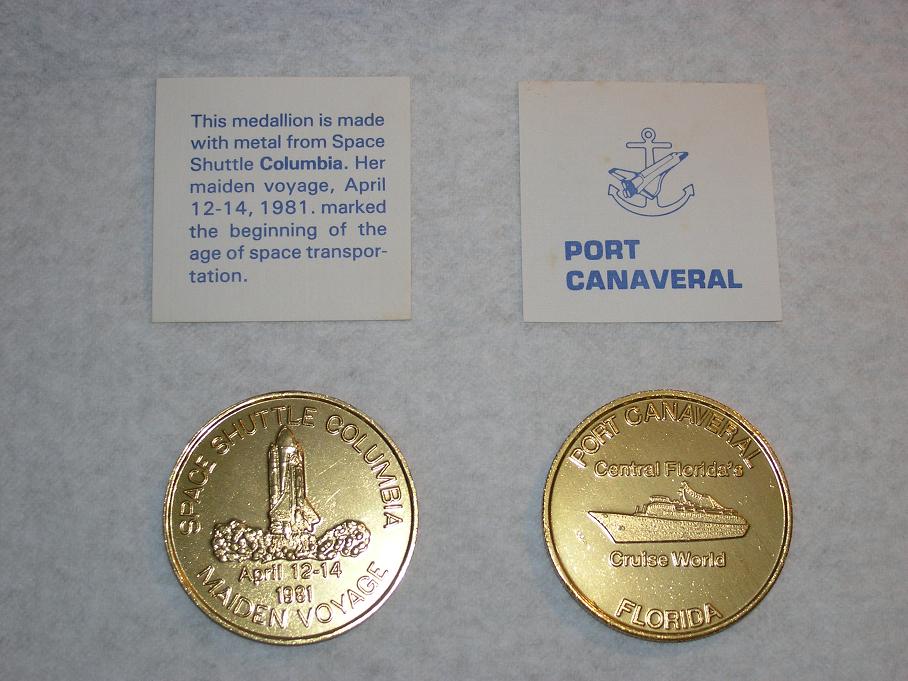 This medallion is made
with metal from Space
Shuttle Columbia. Her
maiden voyage, April
12-14, 1981. marked
the beginning of the
age of space transpor-
tation.
PORT
CANAVERAL
SPACE SHUTTLE COLUMBIA
April 12-14
1981
MAIDEN VOYAGE
PORT CANAVERAL
Central Florida's
Cruise World
FLORIDA